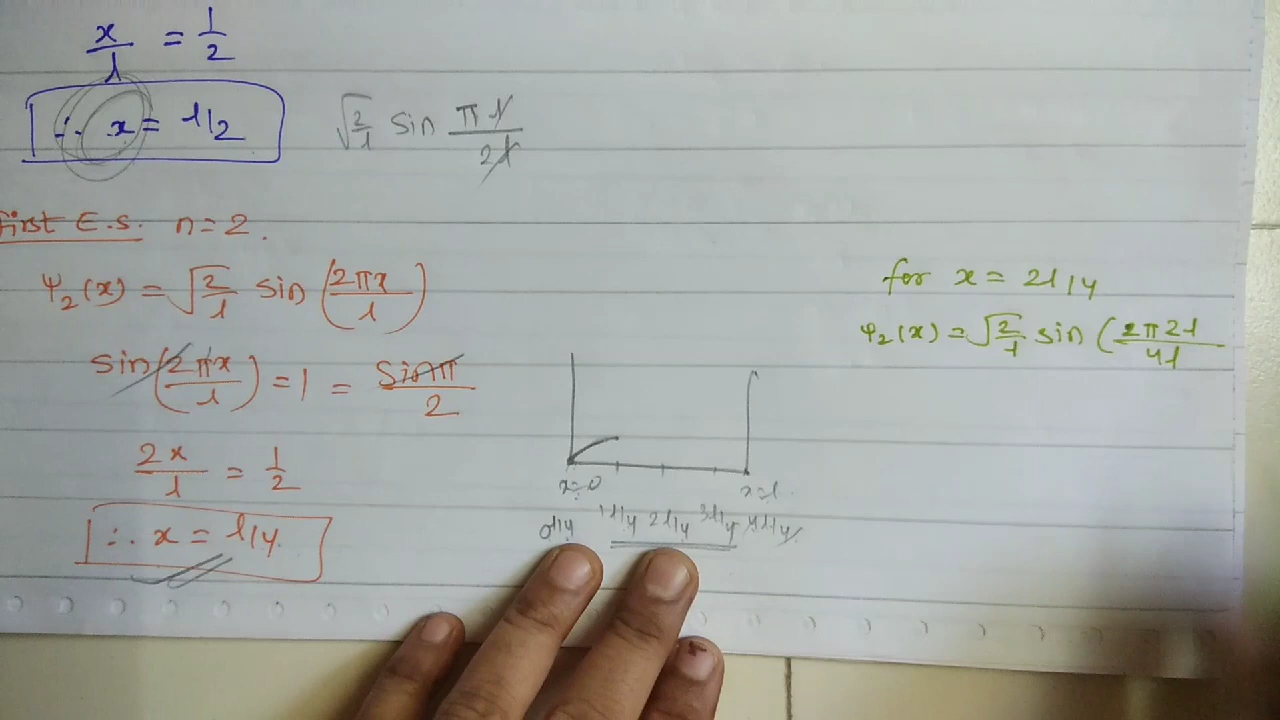 x/l = 1/2
∴ x = l/2
√2/l sin πl/2l
First E.S. n=2.
ψ₂(x) = √2/l sin (2πx/l)
sin(2πx/l) = 1 = sinπ/2
2x/l = 1/2
∴ x = l/4.
x=0 x=l
0l/4 1l/4 2l/4 3l/4 4l/4
for x = 2l/4
ψ₂(x) = √2/l sin (2π2l/4l